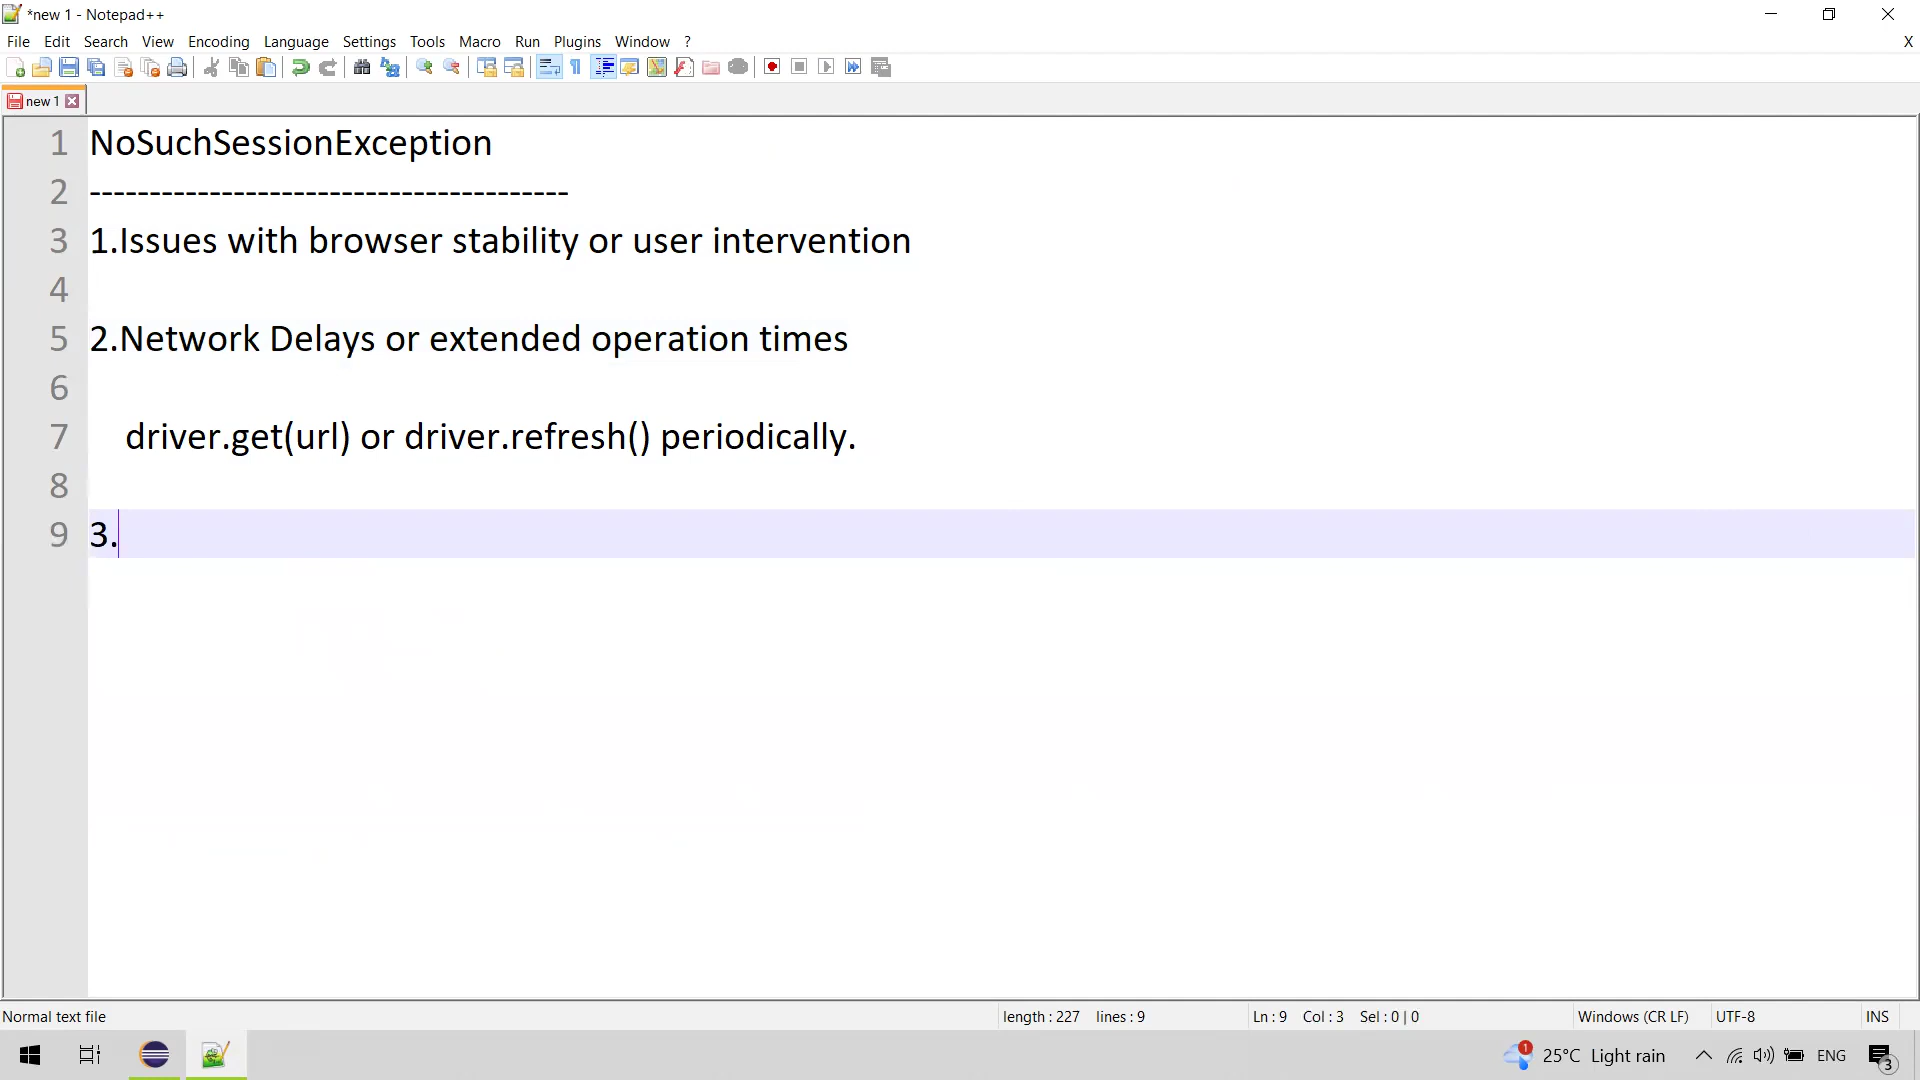 *new 1 - Notepad++
File Edit Search View Encoding Language Settings Tools Macro Run Plugins Window ? X
new 1
1 NoSuchSessionException
2 ----------------------------------------
3 1.Issues with browser stability or user intervention
4
5 2.Network Delays or extended operation times
6
7 driver.get(url) or driver.refresh() periodically.
8
9 3.
Normal text file length : 227 lines : 9 Ln : 9 Col : 3 Sel : 0 | 0 Windows (CR LF) UTF-8 INS
1 25°C Light rain ENG 3